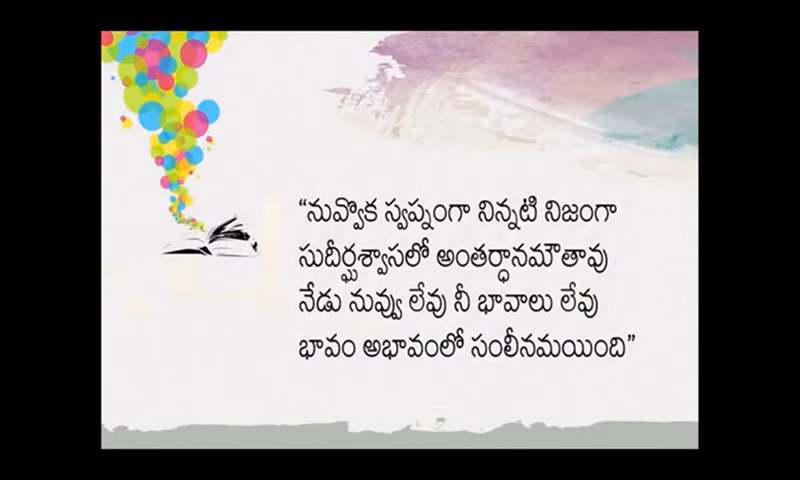 “నువ్వొక స్వప్నంగా నిన్నటి నిజంగా
సుదీర్ఘశ్వాసలో అంతర్ధానమౌతావు
నేడు నువ్వు లేవు నీ భావాలు లేవు
భావం అభావంలో సంలీనమయింది”